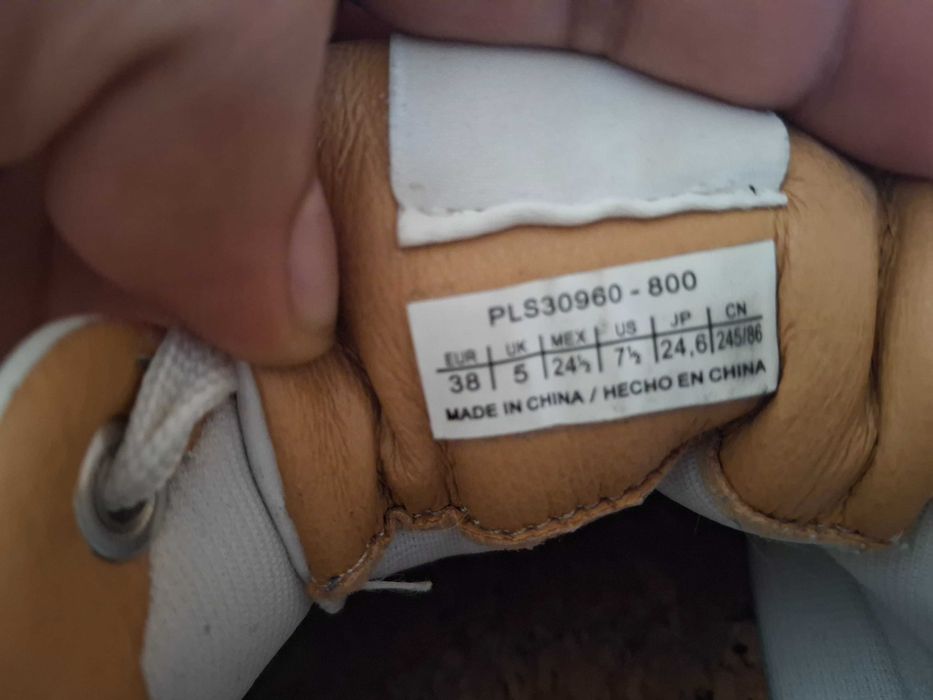 PLS30960 - 800
EUR UK MEX US JP CN
38 5 24½ 7½ 24,6 245/86
MADE IN CHINA / HECHO EN CHINA